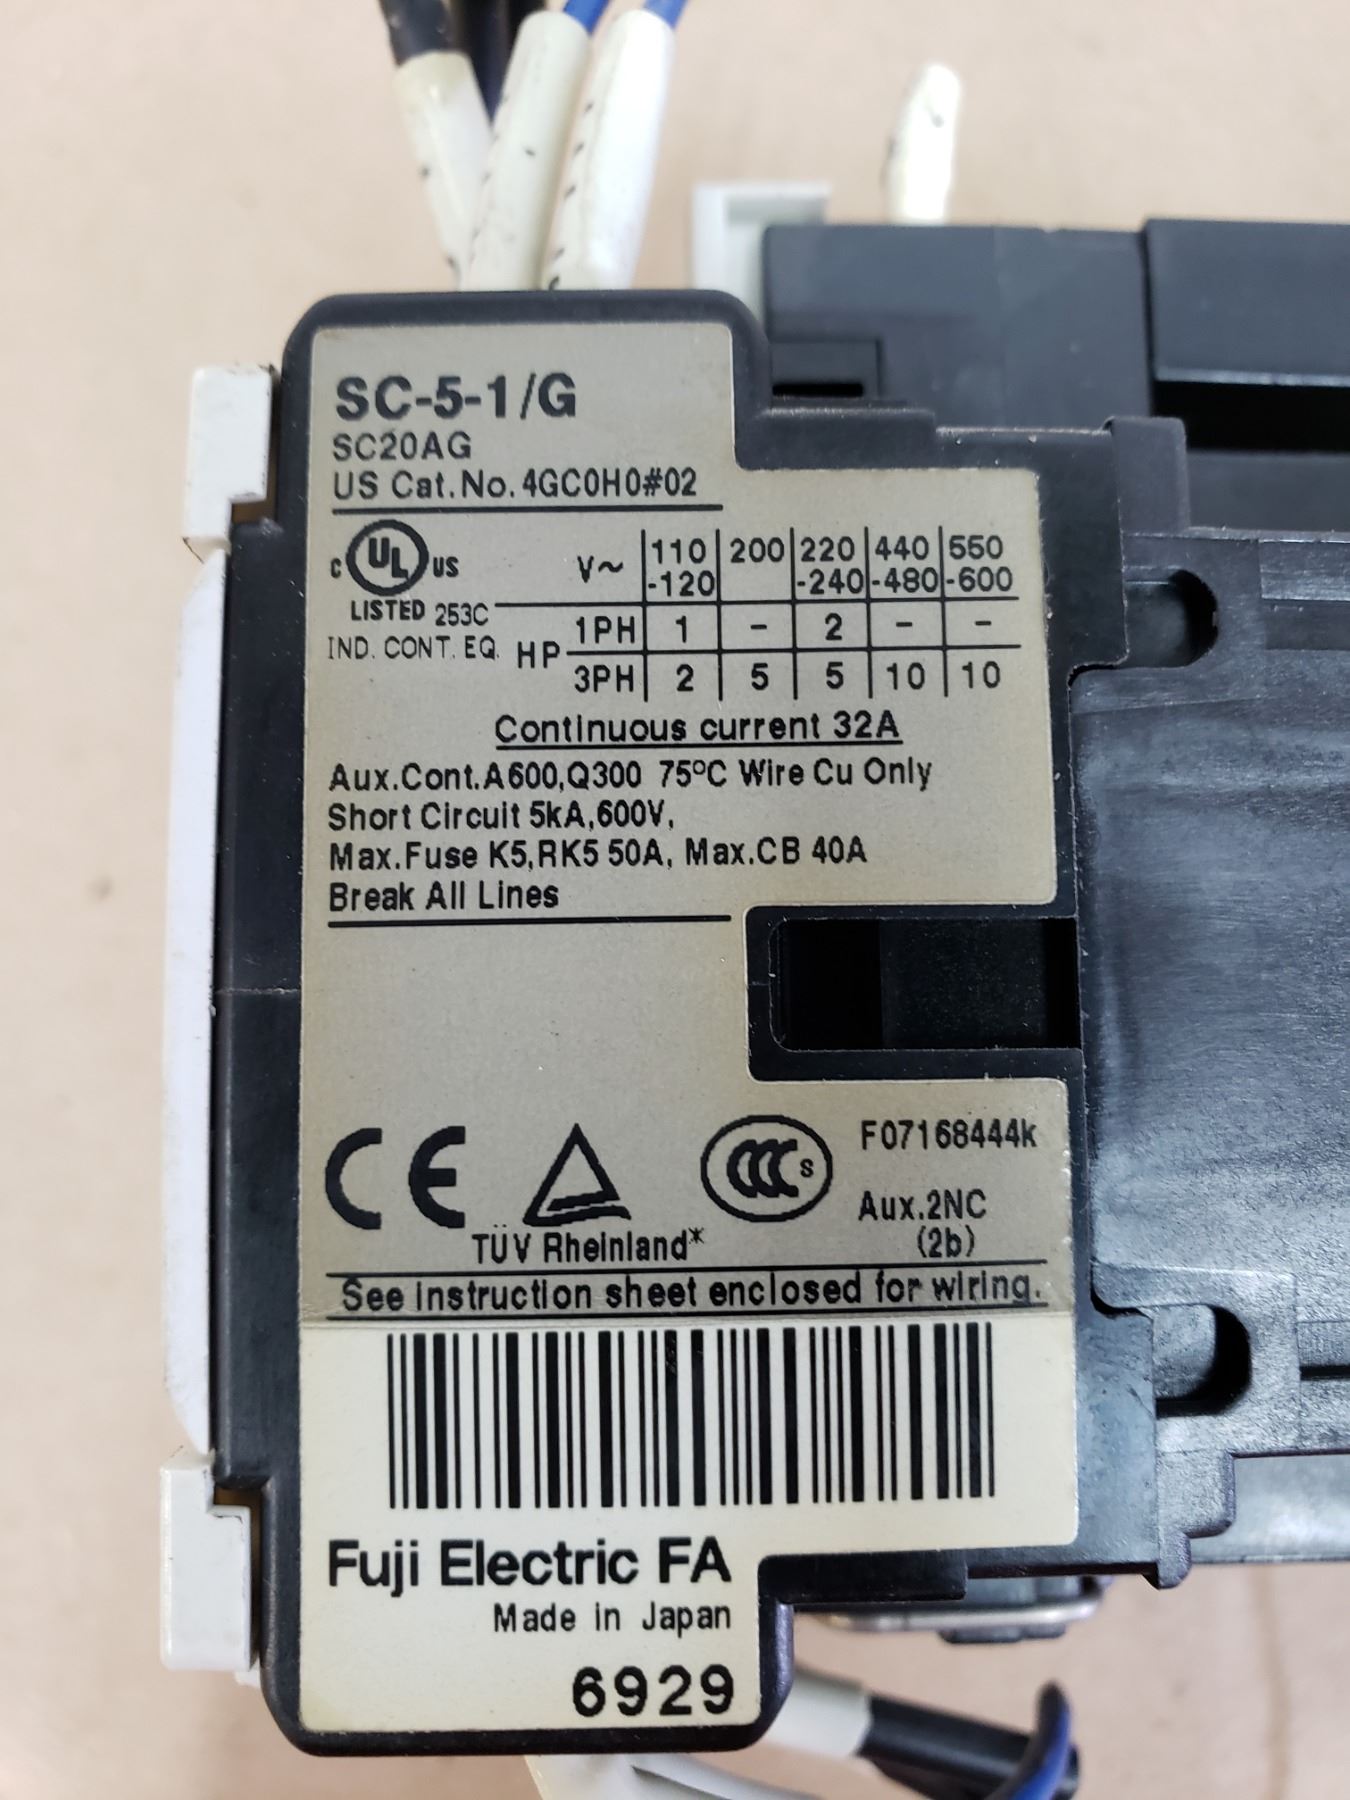 SC-5-1/G
SC20AG
US Cat.No.4GC0H0#02
C UL US
LISTED 253C
IND. CONT. EQ.
V~ 110-120 200 220-240 440-480 550-600
HP 1PH 1 - 2 - -
3PH 2 5 5 10 10
Continuous current 32A
Aux.Cont.A600,Q300 75°C Wire Cu Only
Short Circuit 5kA,600V,
Max.Fuse K5,RK5 50A, Max.CB 40A
Break All Lines
CE
TÜV Rheinland*
CCC S
F07168444k
Aux.2NC
(2b)
See instruction sheet enclosed for wiring.
Fuji Electric FA
Made in Japan
6929